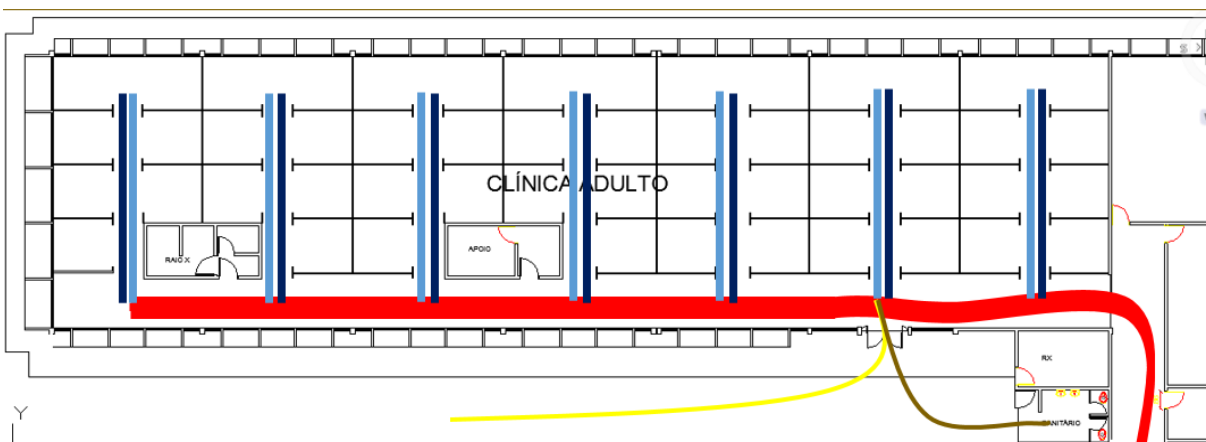 S
CLÍNICA ADULTO
APOIO
RAIO X
RX
SANITÁRIO
Y